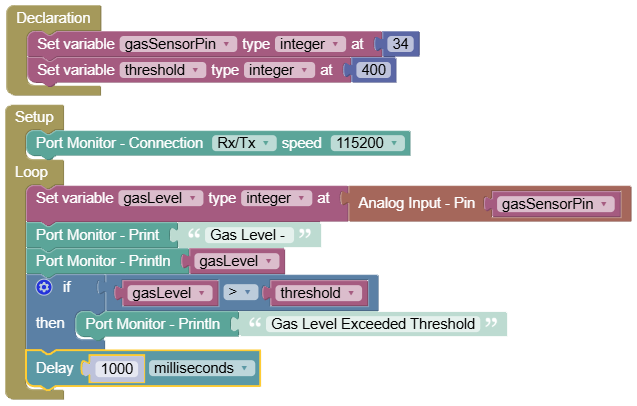 Declaration
Set variable gasSensorPin type integer at 34
Set variable threshold type integer at 400
Setup
Port Monitor - Connection Rx/Tx speed 115200
Loop
Set variable gasLevel type integer at Analog Input - Pin gasSensorPin
Port Monitor - Print “ Gas Level - ”
Port Monitor - Println gasLevel
if gasLevel > threshold
then Port Monitor - Println “ Gas Level Exceeded Threshold ”
Delay 1000 milliseconds